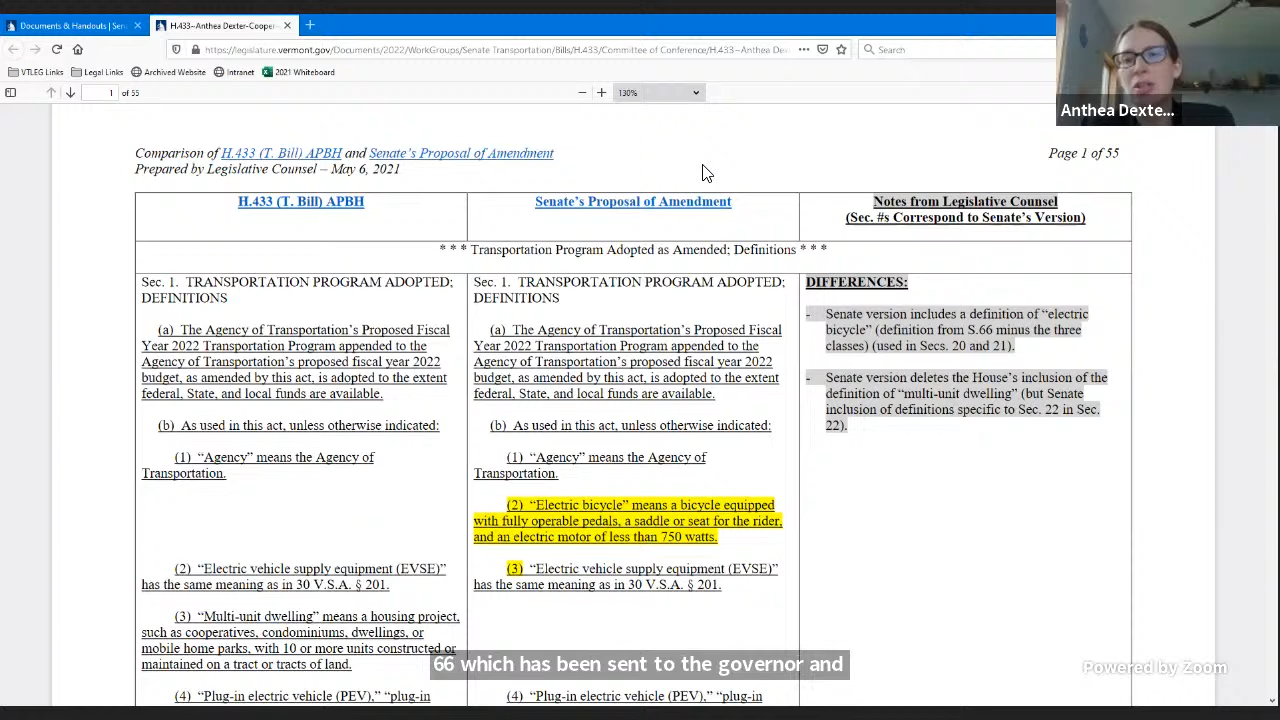 Documents & Handouts | Sen
H.433~Anthea Dexter-Cooper
https://legislature.vermont.gov/Documents/2022/WorkGroups/Senate Transportation/Bills/H.433/Committee of Conference/H.433~Anthea De
Search
VTLEG Links
Legal Links
Archived Website
Intranet
2021 Whiteboard
1 of 55
130%
Anthea Dexte...
Comparison of H.433 (T. Bill) APBH and Senate's Proposal of Amendment
Page 1 of 55
Prepared by Legislative Counsel – May 6, 2021
H.433 (T. Bill) APBH
Senate's Proposal of Amendment
Notes from Legislative Counsel
(Sec. #s Correspond to Senate's Version)
* * * Transportation Program Adopted as Amended; Definitions * * *
Sec. 1. TRANSPORTATION PROGRAM ADOPTED;
DEFINITIONS
(a) The Agency of Transportation's Proposed Fiscal
Year 2022 Transportation Program appended to the
Agency of Transportation's proposed fiscal year 2022
budget, as amended by this act, is adopted to the extent
federal, State, and local funds are available.
(b) As used in this act, unless otherwise indicated:
(1) "Agency" means the Agency of
Transportation.
(2) "Electric vehicle supply equipment (EVSE)"
has the same meaning as in 30 V.S.A. § 201.
(3) "Multi-unit dwelling" means a housing project,
such as cooperatives, condominiums, dwellings, or
mobile home parks, with 10 or more units constructed or
maintained on a tract or tracts of land.
(4) "Plug-in electric vehicle (PEV)," "plug-in
Sec. 1. TRANSPORTATION PROGRAM ADOPTED;
DEFINITIONS
(a) The Agency of Transportation's Proposed Fiscal
Year 2022 Transportation Program appended to the
Agency of Transportation's proposed fiscal year 2022
budget, as amended by this act, is adopted to the extent
federal, State, and local funds are available.
(b) As used in this act, unless otherwise indicated:
(1) "Agency" means the Agency of
Transportation.
(2) "Electric bicycle" means a bicycle equipped
with fully operable pedals, a saddle or seat for the rider,
and an electric motor of less than 750 watts.
(3) "Electric vehicle supply equipment (EVSE)"
has the same meaning as in 30 V.S.A. § 201.
(4) "Plug-in electric vehicle (PEV)," "plug-in
DIFFERENCES:
- Senate version includes a definition of "electric
bicycle" (definition from S.66 minus the three
classes) (used in Secs. 20 and 21).
- Senate version deletes the House's inclusion of the
definition of "multi-unit dwelling" (but Senate
inclusion of definitions specific to Sec. 22 in Sec.
22).
66 which has been sent to the governor and
Powered by Zoom